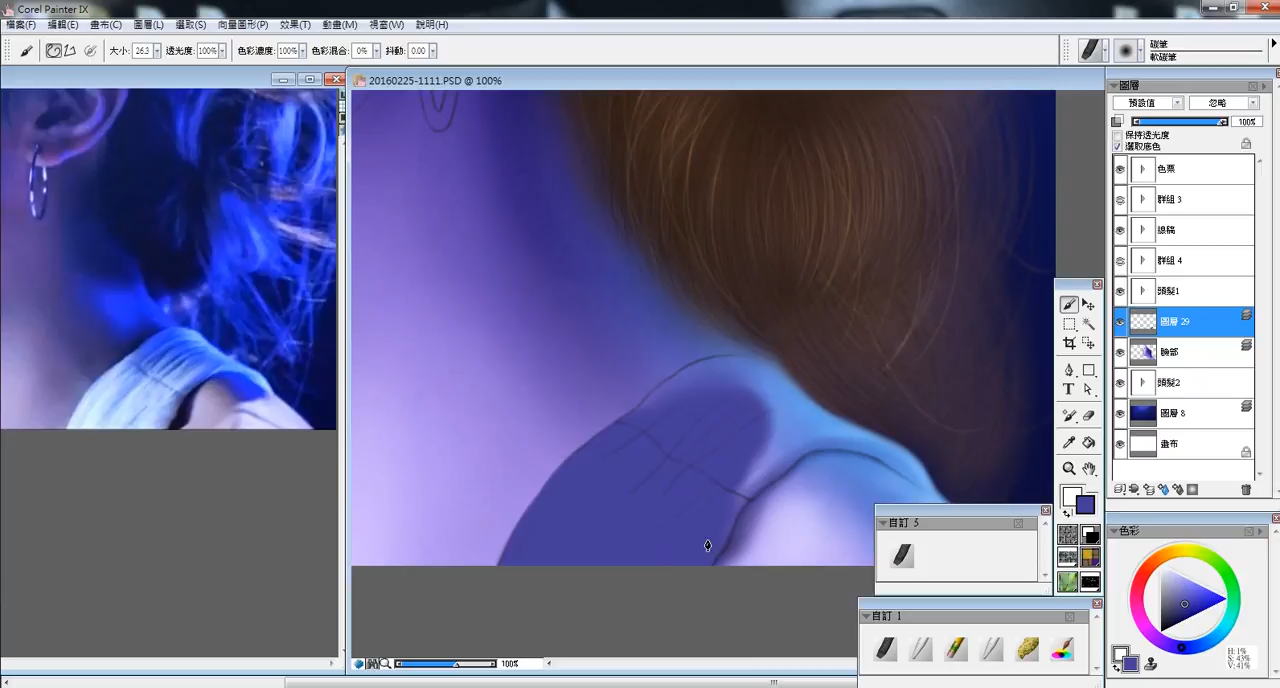 Corel Painter IX
檔案(F) 編輯(E) 畫布(C) 圖層(L) 選取(S) 向量圖形(P) 效果(T) 動畫(M) 視窗(W) 說明(H)
大小: 26.3 透光度: 100% 色彩濃度: 100% 色彩混合: 0% 抖動: 0.00
碳筆
軟碳筆
20160225-1111.PSD @ 100%
圖層
預設值 忽略
100%
保持透光度
選取底色
色票
群組 3
線稿
群組 4
頭髮1
圖層 29
臉部
頭髮2
圖層 8
畫布
自訂 5
自訂 1
色彩
H: 1%
S: 43%
V: 41%
100%